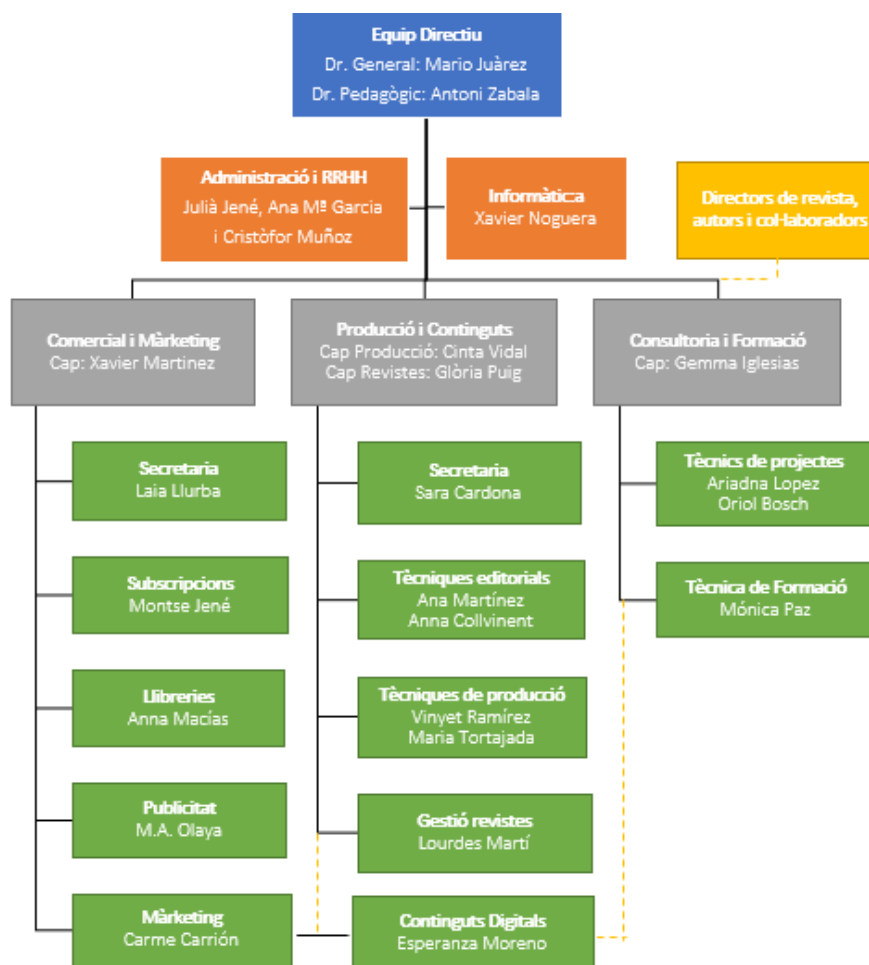 Equip Directiu
Dr. General: Mario Juàrez
Dr. Pedagògic: Antoni Zabala
Administració i RRHH
Julià Jené, Ana Mª Garcia
i Cristòfor Muñoz
Informàtic:a
Xavier Noguera
Directors de revista,
autors i col·laboradors
Comercial i Màrketing
Cap: Xavier Martinez
Producció i Continguts
Cap Producció: Cinta Vidal
Cap Revistes: Glòria Puig
Consultoria i Formació
Cap: Gemma Iglesias
Secretaria
Laia Llurba
Subscripcions
Montse Jené
Llibreries
Anna Macías
Publicitat
M.A. Olaya
Màrketing
Carme Carrión
Secretaria
Sara Cardona
Tècniques editorials
Ana Martínez
Anna Collvinent
Tècniques de producció
Vinyet Ramírez
Maria Tortajada
Gestió revistes
Lourdes Martí
Continguts Digitals
Esperanza Moreno
Tècnics de projectes
Ariadna Lopez
Oriol Bosch
Tècnica de Formació
Mónica Paz